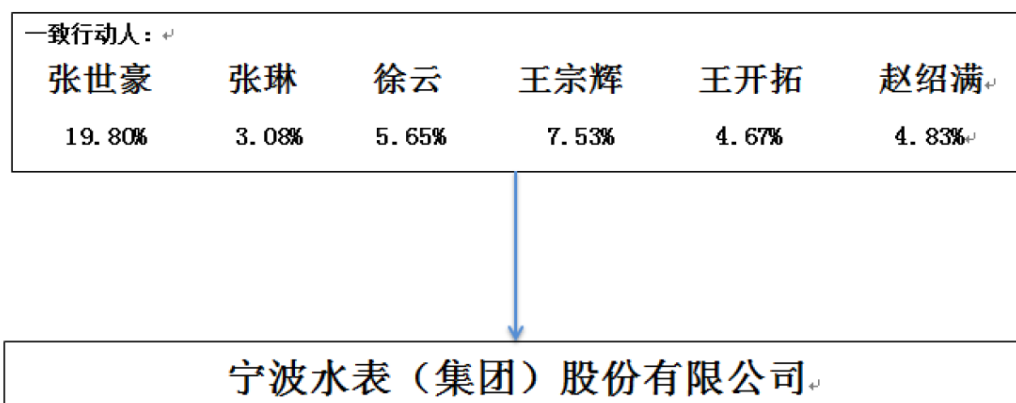 一致行动人：
张世豪 张琳 徐云 王宗辉 王开拓 赵绍满
19.80% 3.08% 5.65% 7.53% 4.67% 4.83%
宁波水表（集团）股份有限公司